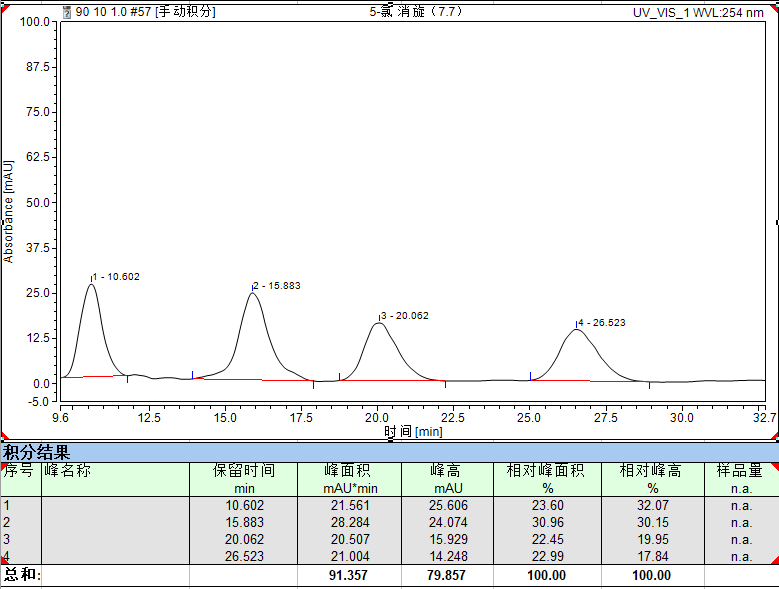 90 10 1.0 #57 [手动积分]
5-氯 消旋（7.7）
UV_VIS_1 WVL:254 nm
100.0
87.5
75.0
62.5
50.0
37.5
25.0
12.5
0.0
-5.0
Absorbance [mAU]
1 - 10.602
2 - 15.883
3 - 20.062
4 - 26.523
9.6 12.5 15.0 17.5 20.0 22.5 25.0 27.5 30.0 32.7
时间 [min]
积分结果
序号 峰名称 保留时间 峰面积 峰高 相对峰面积 相对峰高 样品量
min mAU*min mAU % % n.a.
1 10.602 21.561 25.606 23.60 32.07 n.a.
2 15.883 28.284 24.074 30.96 30.15 n.a.
3 20.062 20.507 15.929 22.45 19.95 n.a.
4 26.523 21.004 14.248 22.99 17.84 n.a.
总和: 91.357 79.857 100.00 100.00